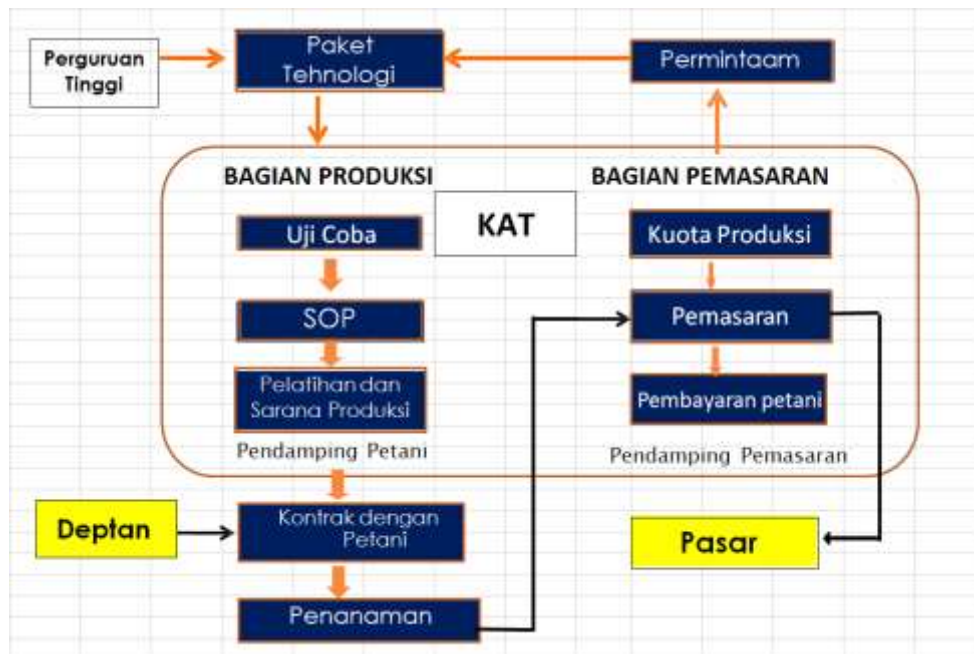 Perguruan
Tinggi
Paket
Tehnologi
Permintaam
BAGIAN PRODUKSI
BAGIAN PEMASARAN
KAT
Uji Coba
Kuota Produksi
SOP
Pemasaran
Pelatihan dan
Sarana Produksi
Pembayaran petani
Pendamping Petani
Pendamping Pemasaran
Deptan
Kontrak dengan
Petani
Pasar
Penanaman